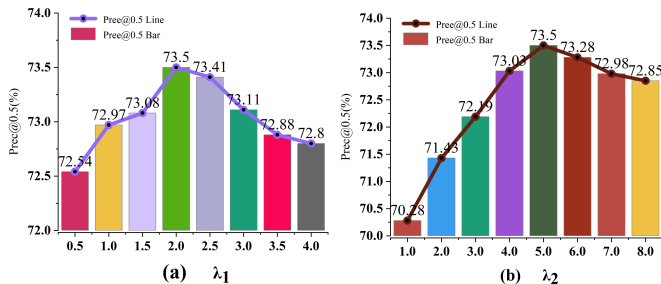 (a)
Pree@0.5 Line
Pree@0.5 Bar
Prec@0.5(%)
74.0
73.5
73.0
72.5
72.0
72.54
72.97
73.08
73.5
73.41
73.11
72.88
72.8
0.5 1.0 1.5 2.0 2.5 3.0 3.5 4.0
(a) λ1
(b)
Pree@0.5 Line
Pree@0.5 Bar
Prec@0.5(%)
74.0
73.5
73.0
72.5
72.0
71.5
71.0
70.5
70.0
70.28
71.43
72.19
73.03
73.5
73.28
72.98
72.85
1.0 2.0 3.0 4.0 5.0 6.0 7.0 8.0
(b) λ2